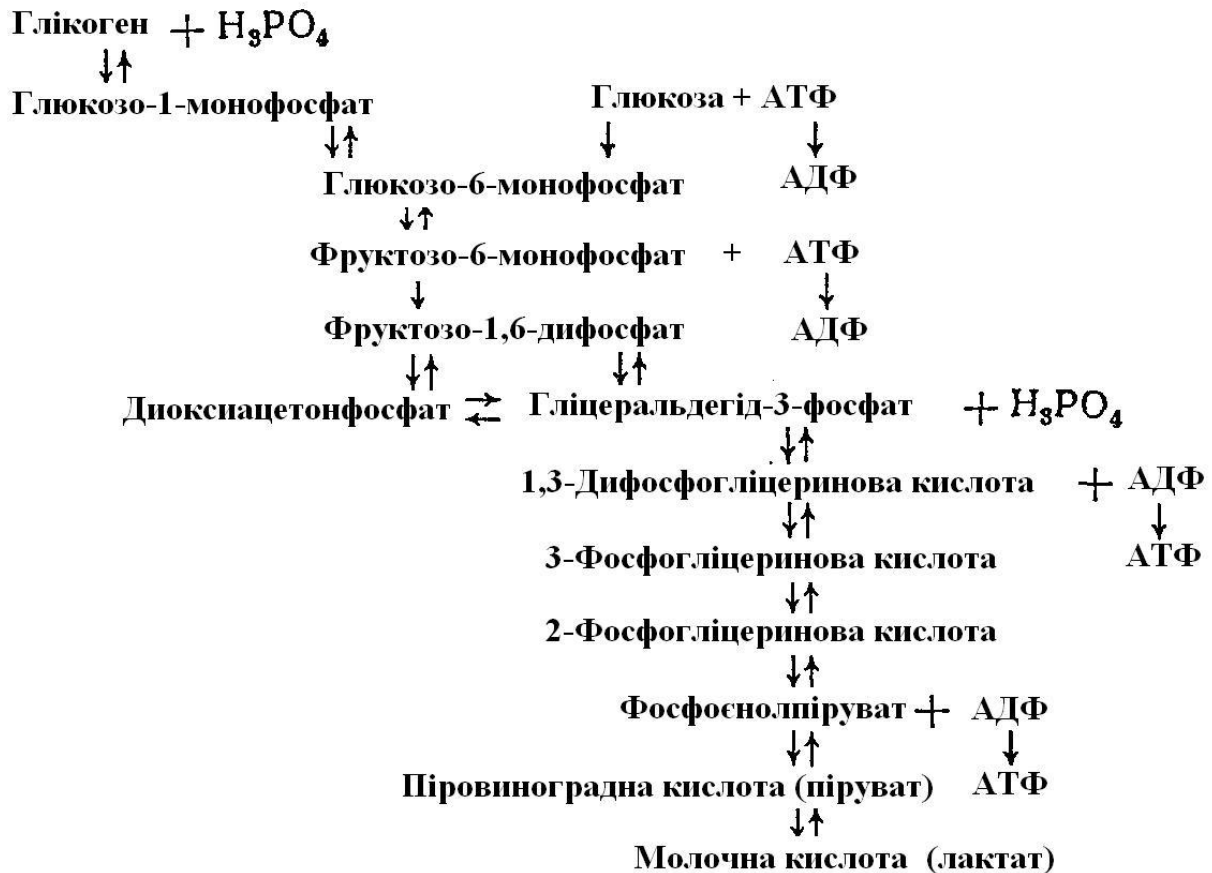 Глікоген + H₃PO₄
Глюкозо-1-монофосфат
Глюкоза + АТФ
Глюкозо-6-монофосфат АДФ
Фруктозо-6-монофосфат + АТФ
Фруктозо-1,6-дифосфат АДФ
Диоксиацетонфосфат Гліцеральдегід-3-фосфат + H₃PO₄
1,3-Дифосфогліцеринова кислота + АДФ
3-Фосфогліцеринова кислота АТФ
2-Фосфогліцеринова кислота
Фосфоєнолпіруват + АДФ
Піровиноградна кислота (піруват) АТФ
Молочна кислота (лактат)